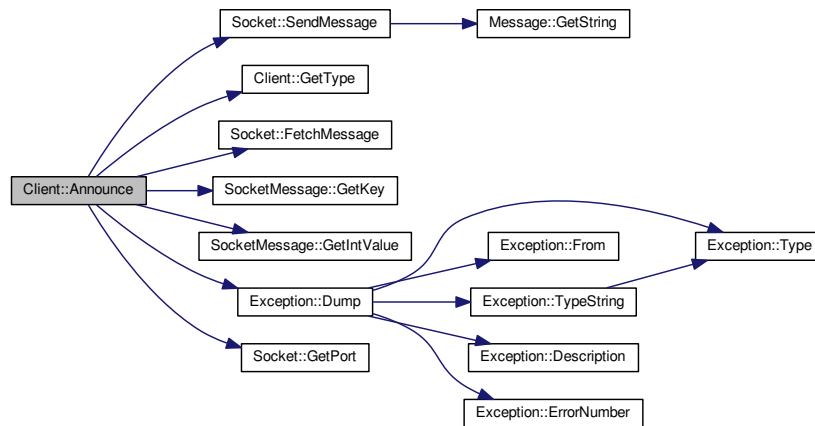 Socket::SendMessage
Message::GetString
Client::GetType
Socket::FetchMessage
Client::Announce
SocketMessage::GetKey
SocketMessage::GetIntValue
Exception::From
Exception::Type
Exception::Dump
Exception::TypeString
Socket::GetPort
Exception::Description
Exception::ErrorNumber